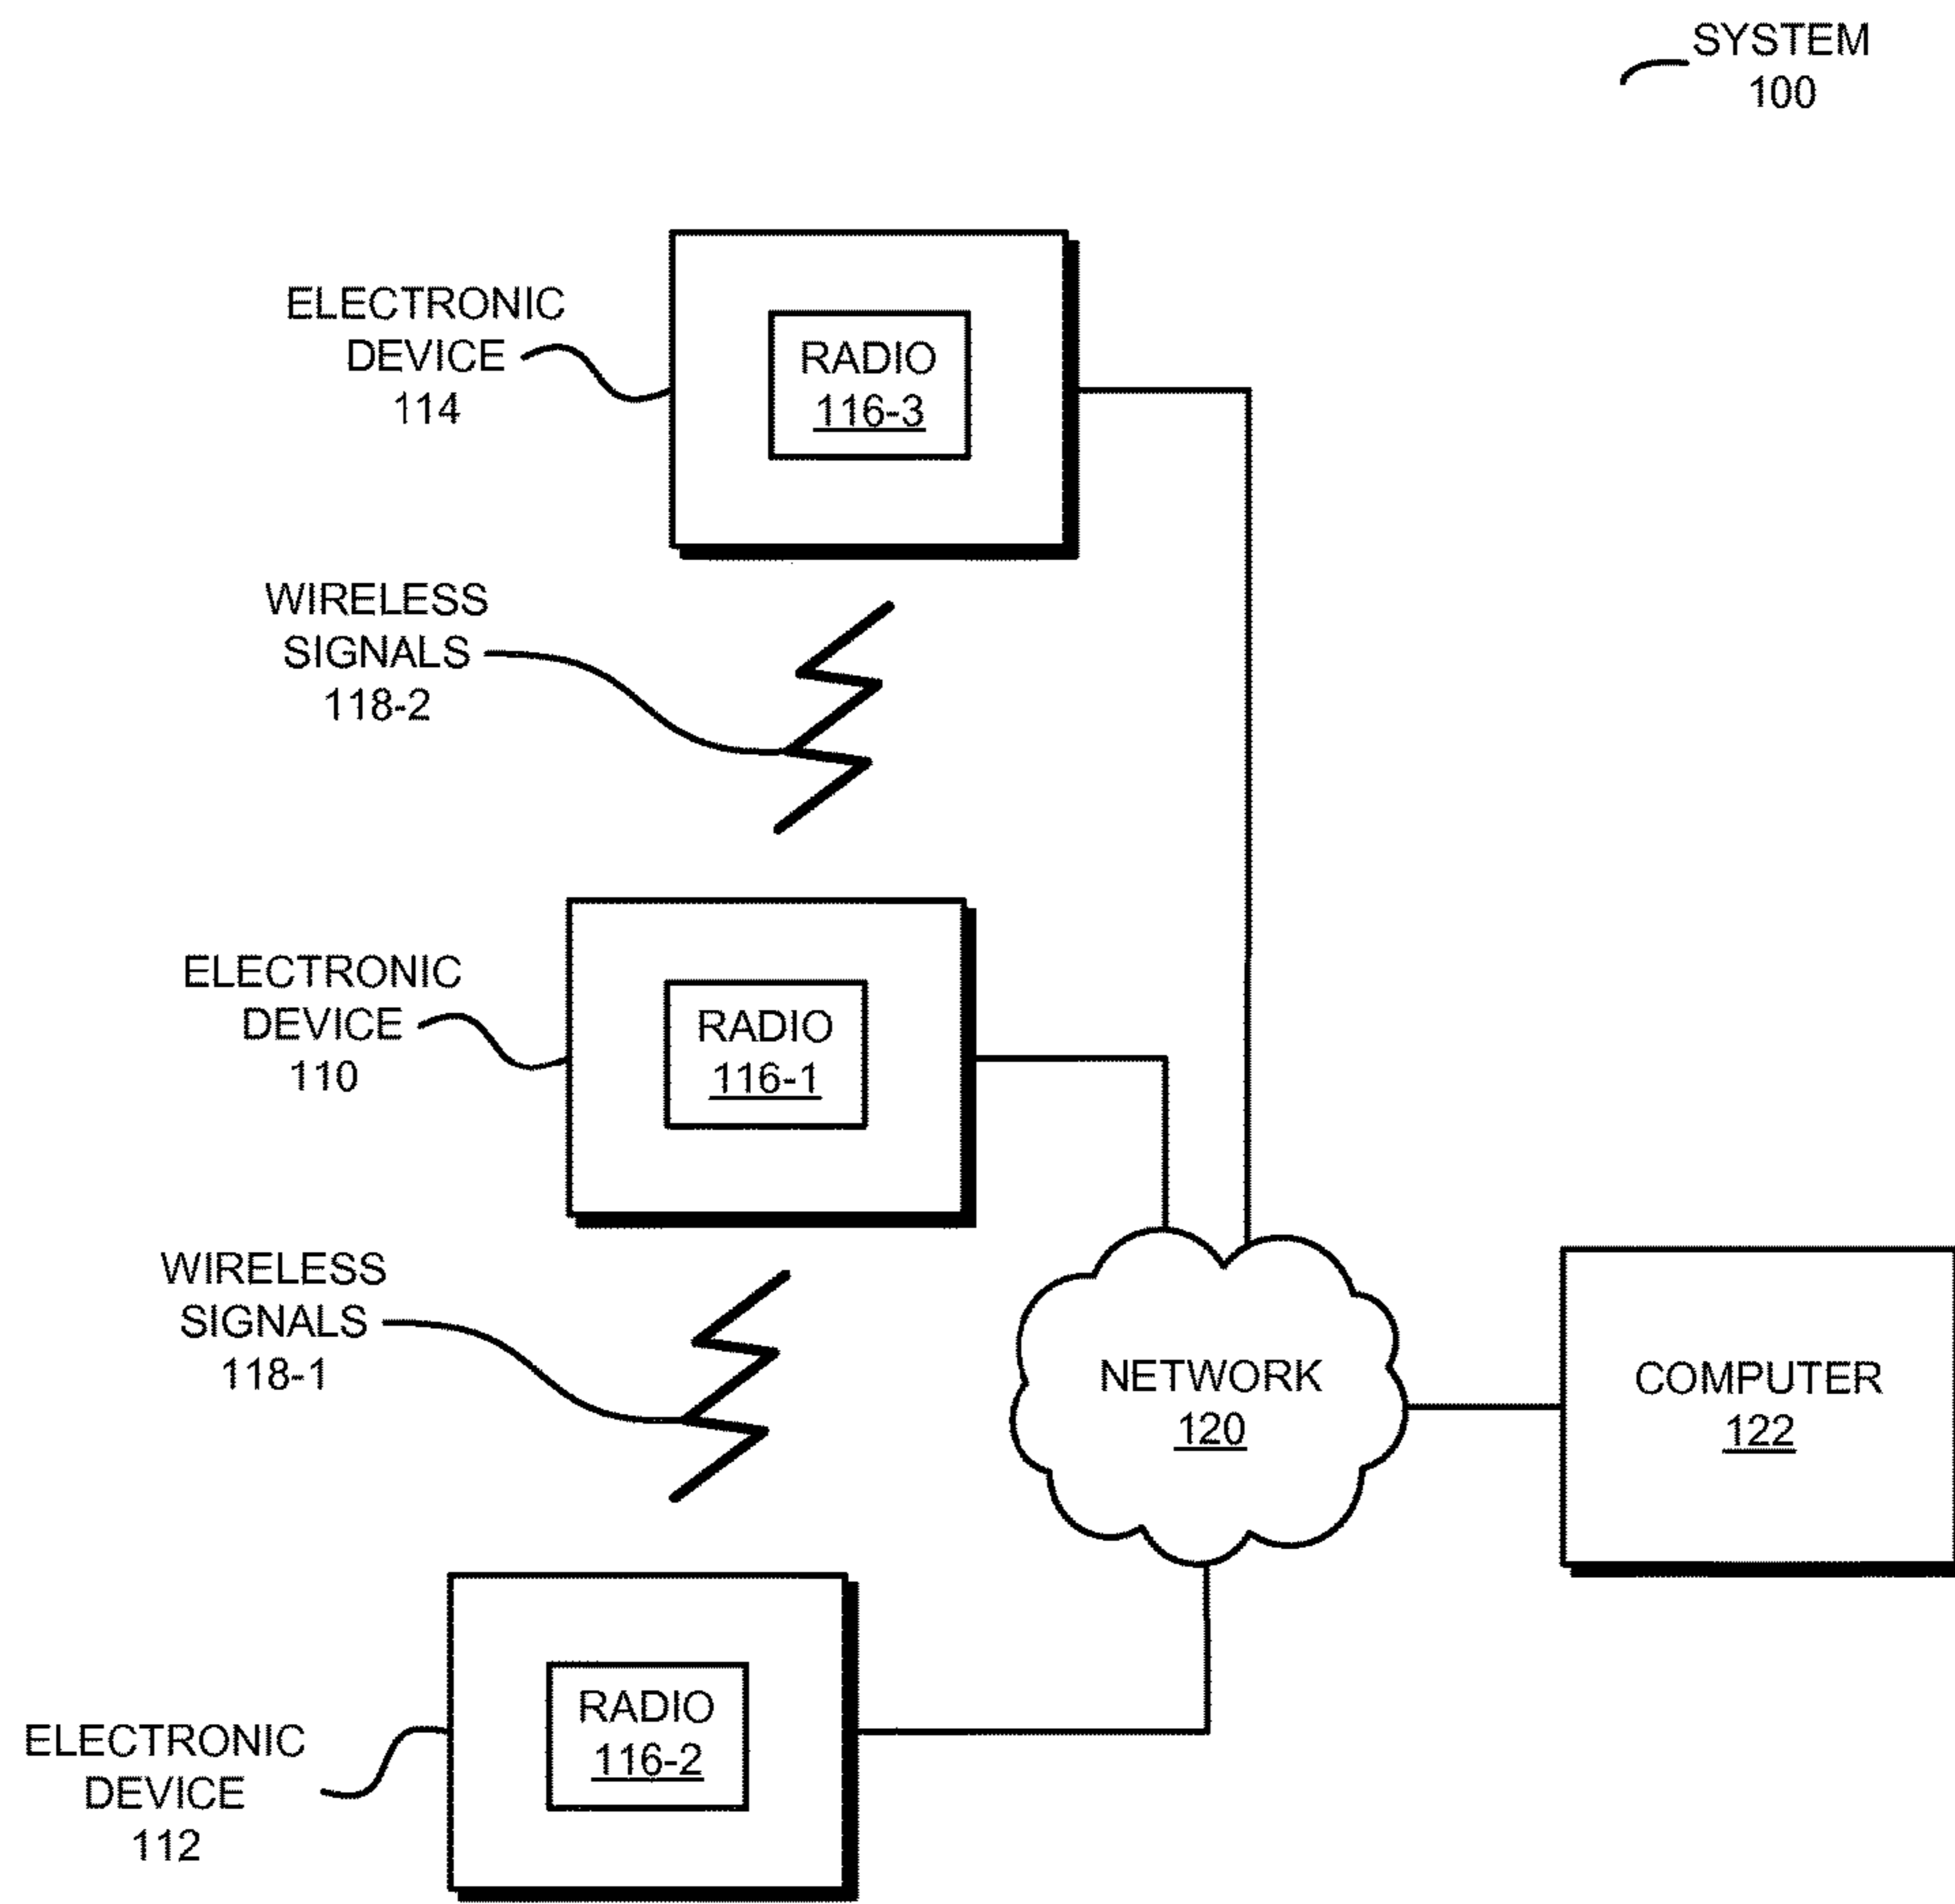 SYSTEM
100
ELECTRONIC
DEVICE
114
RADIO
116-3
WIRELESS
SIGNALS
118-2
ELECTRONIC
DEVICE
110
RADIO
116-1
WIRELESS
SIGNALS
118-1
NETWORK
120
COMPUTER
122
ELECTRONIC
DEVICE
112
RADIO
116-2